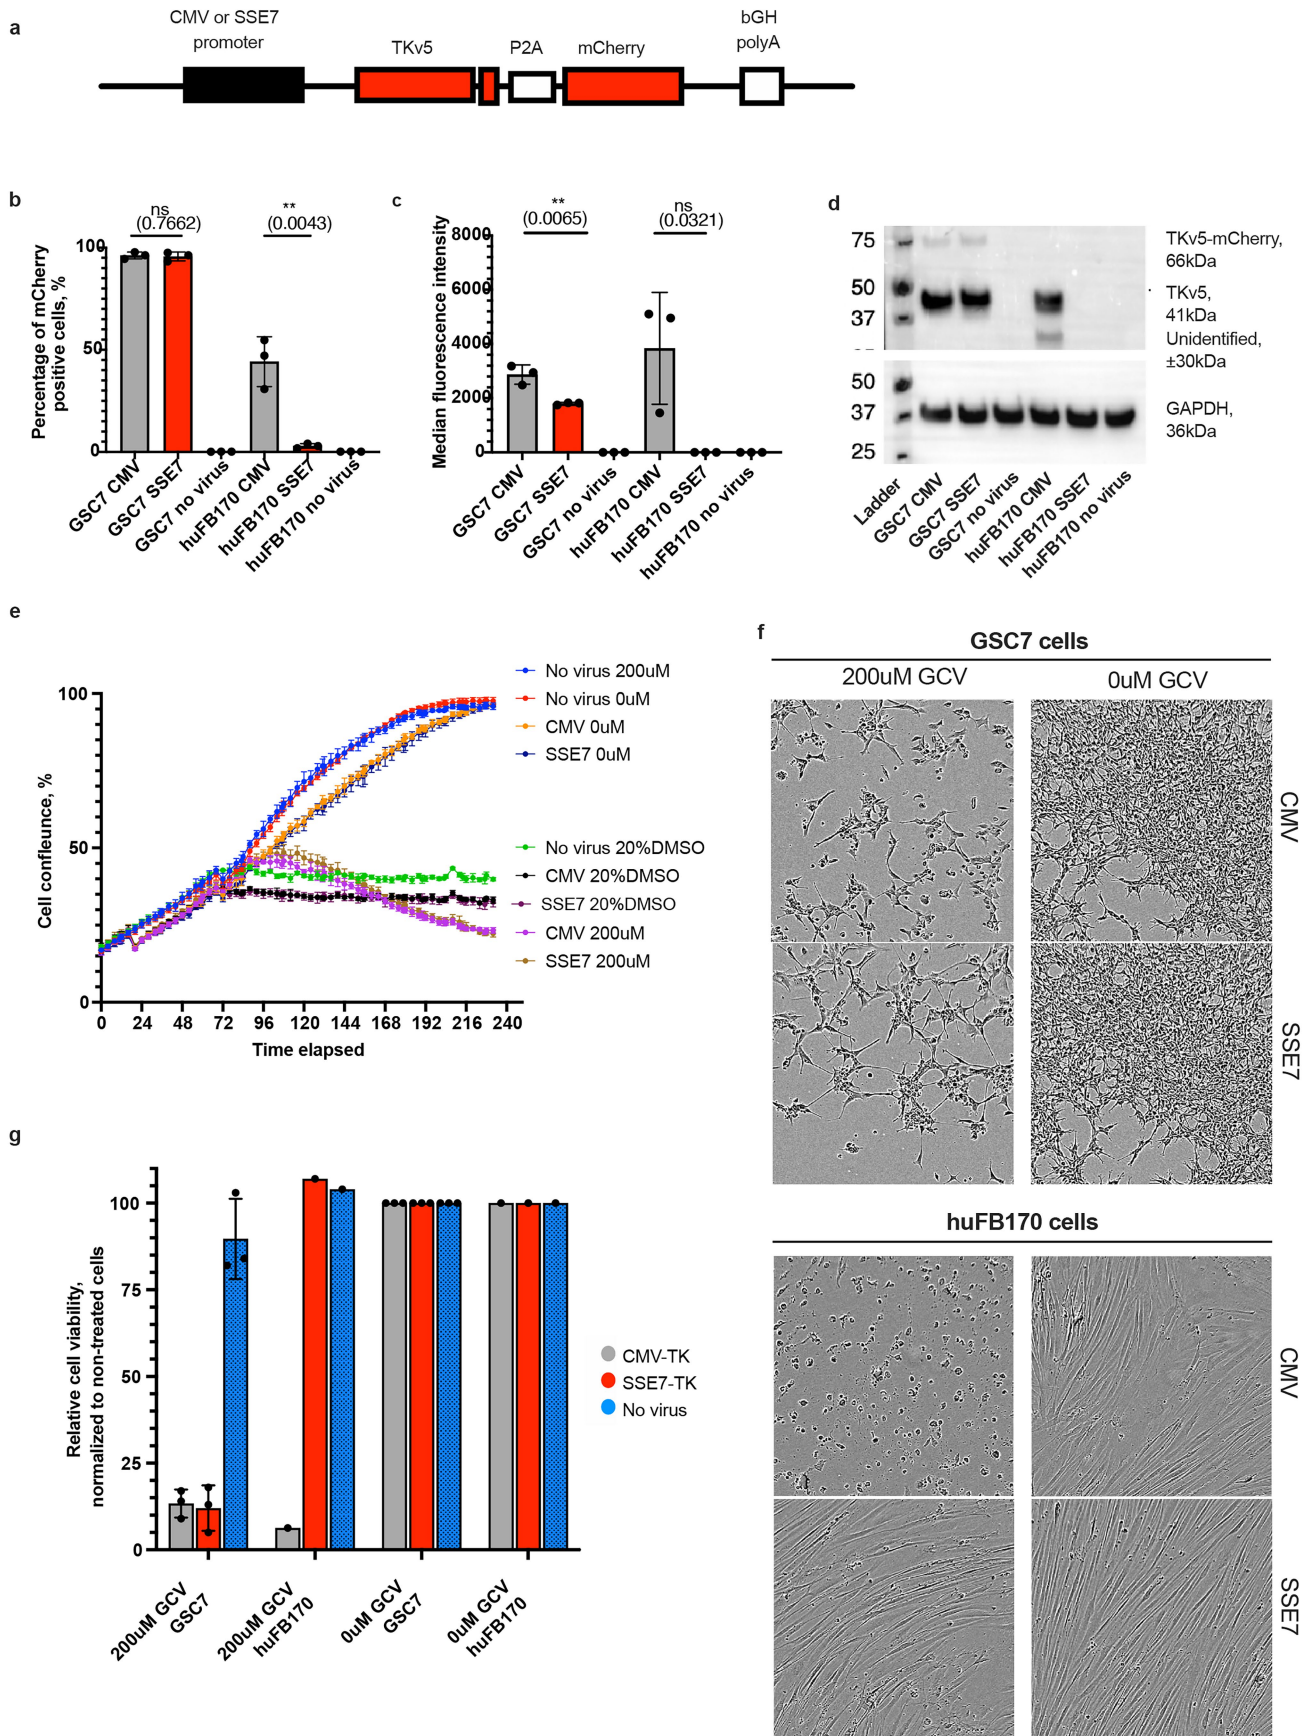 a
CMV or SSE7
promoter
TKv5
P2A
mCherry
bGH
polyA
b
Percentage of mCherry
positive cells, %
100
50
0
ns
(0.7662)
**
(0.0043)
GSC7 CMV
GSC7 SSE7
GSC7 no virus
huFB170 CMV
huFB170 SSE7
huFB170 no virus
c
Median fluorescence intensity
8000
6000
4000
2000
0
**
(0.0065)
ns
(0.0321)
GSC7 CMV
GSC7 SSE7
GSC7 no virus
huFB170 CMV
huFB170 SSE7
huFB170 no virus
d
75
50
37
50
37
25
TKv5-mCherry,
66kDa
TKv5,
41kDa
Unidentified,
±30kDa
GAPDH,
36kDa
Ladder
GSC7 CMV
GSC7 SSE7
GSC7 no virus
huFB170 CMV
huFB170 SSE7
huFB170 no virus
e
Cell confleunce, %
100
50
0
0 24 48 72 96 120 144 168 192 216 240
Time elapsed
No virus 200uM
No virus 0uM
CMV 0uM
SSE7 0uM
No virus 20%DMSO
CMV 20%DMSO
SSE7 20%DMSO
CMV 200uM
SSE7 200uM
f
GSC7 cells
200uM GCV
0uM GCV
CMV
SSE7
huFB170 cells
CMV
SSE7
g
Relative cell viability,
normalized to non-treated cells
100
75
50
25
0
200uM GCV
GSC7
200uM GCV
huFB170
0uM GCV
GSC7
0uM GCV
huFB170
CMV-TK
SSE7-TK
No virus